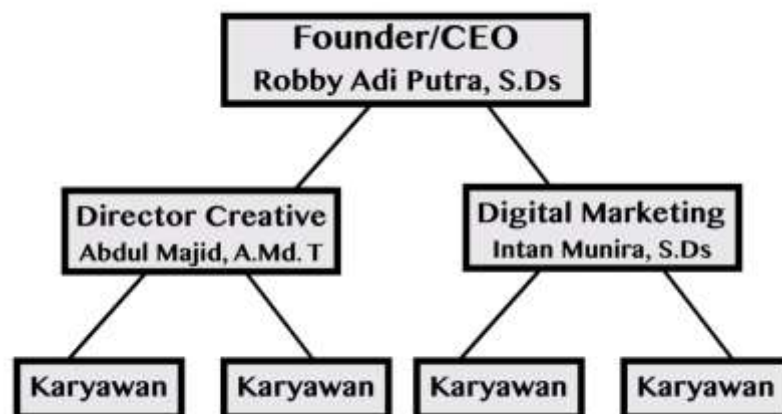 Founder/CEO
Robby Adi Putra, S.Ds
Director Creative
Abdul Majid, A.Md. T
Digital Marketing
Intan Munira, S.Ds
Karyawan
Karyawan
Karyawan
Karyawan